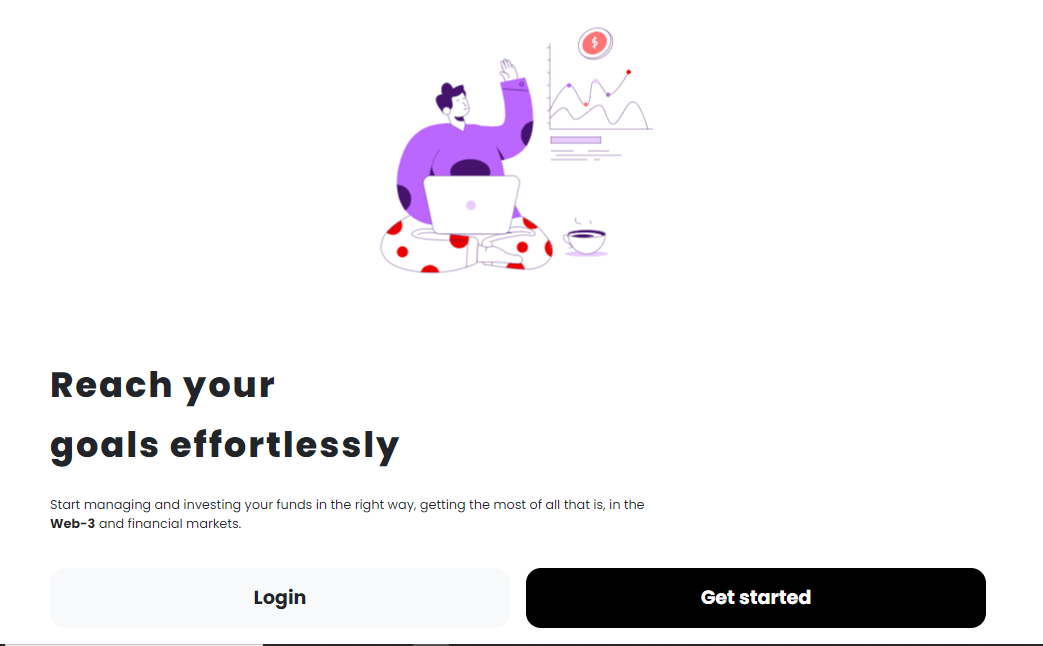 $
Reach your
goals effortlessly
Start managing and investing your funds in the right way, getting the most of all that is, in the
Web-3 and financial markets.
Login
Get started